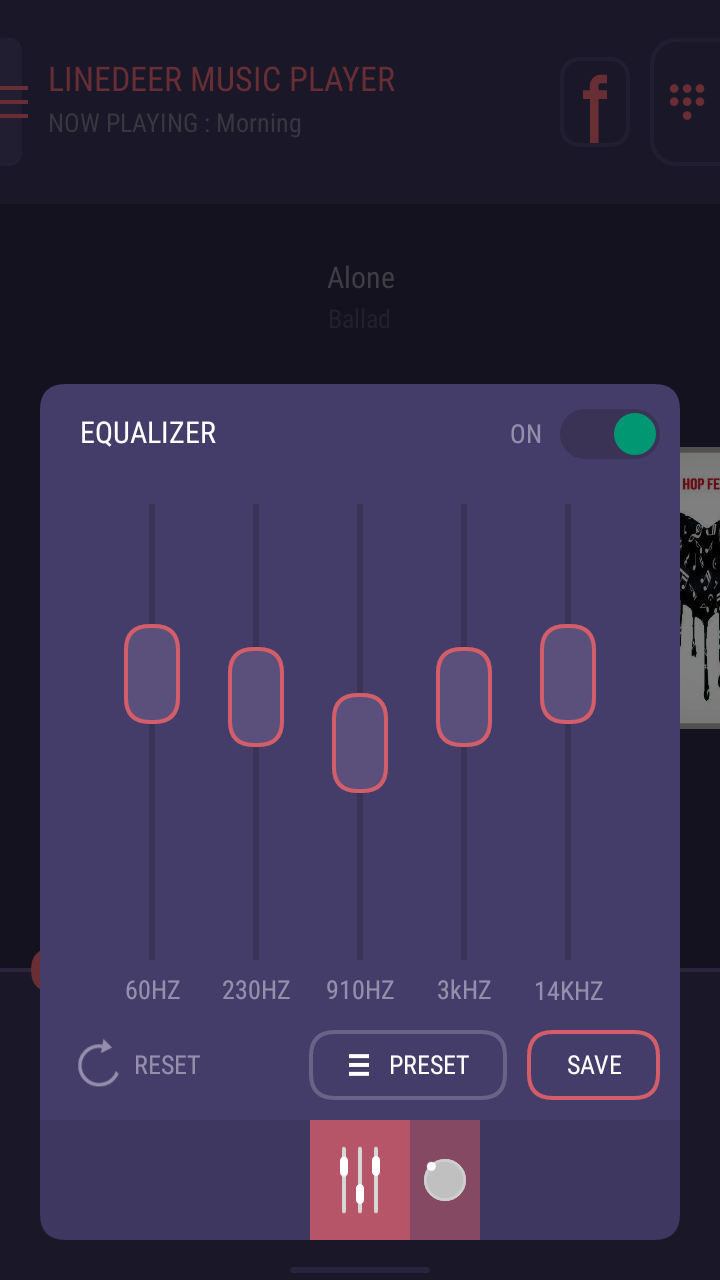 LINEDEER MUSIC PLAYER
NOW PLAYING : Morning
f
Alone
Ballad
EQUALIZER
ON
HOP FE
60HZ 230HZ 910HZ 3kHZ 14KHZ
RESET
PRESET
SAVE